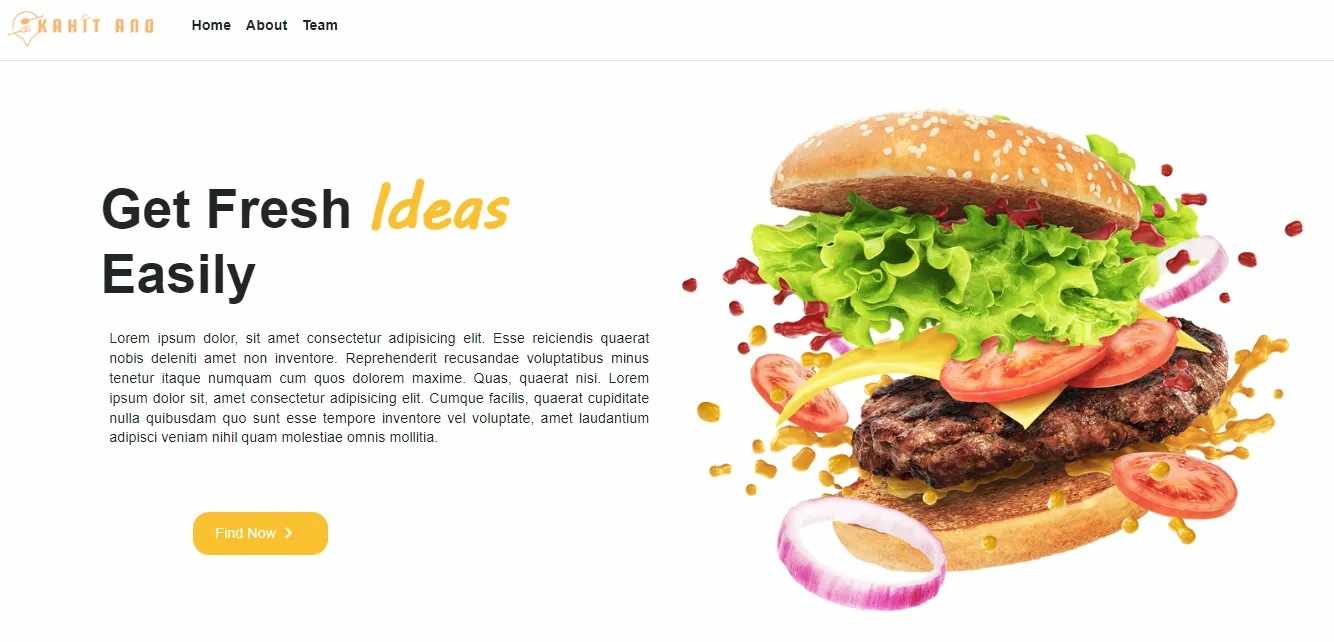 KAHIT ANO
Home About Team
Get Fresh Ideas
Easily
Lorem ipsum dolor, sit amet consectetur adipisicing elit. Esse reiciendis quaerat
nobis deleniti amet non inventore. Reprehenderit recusandae voluptatibus minus
tenetur itaque numquam cum quos dolorem maxime. Quas, quaerat nisi. Lorem
ipsum dolor sit, amet consectetur adipisicing elit. Cumque facilis, quaerat cupiditate
nulla quibusdam quo sunt esse tempore inventore vel voluptate, amet laudantium
adipisci veniam nihil quam molestiae omnis mollitia.
Find Now